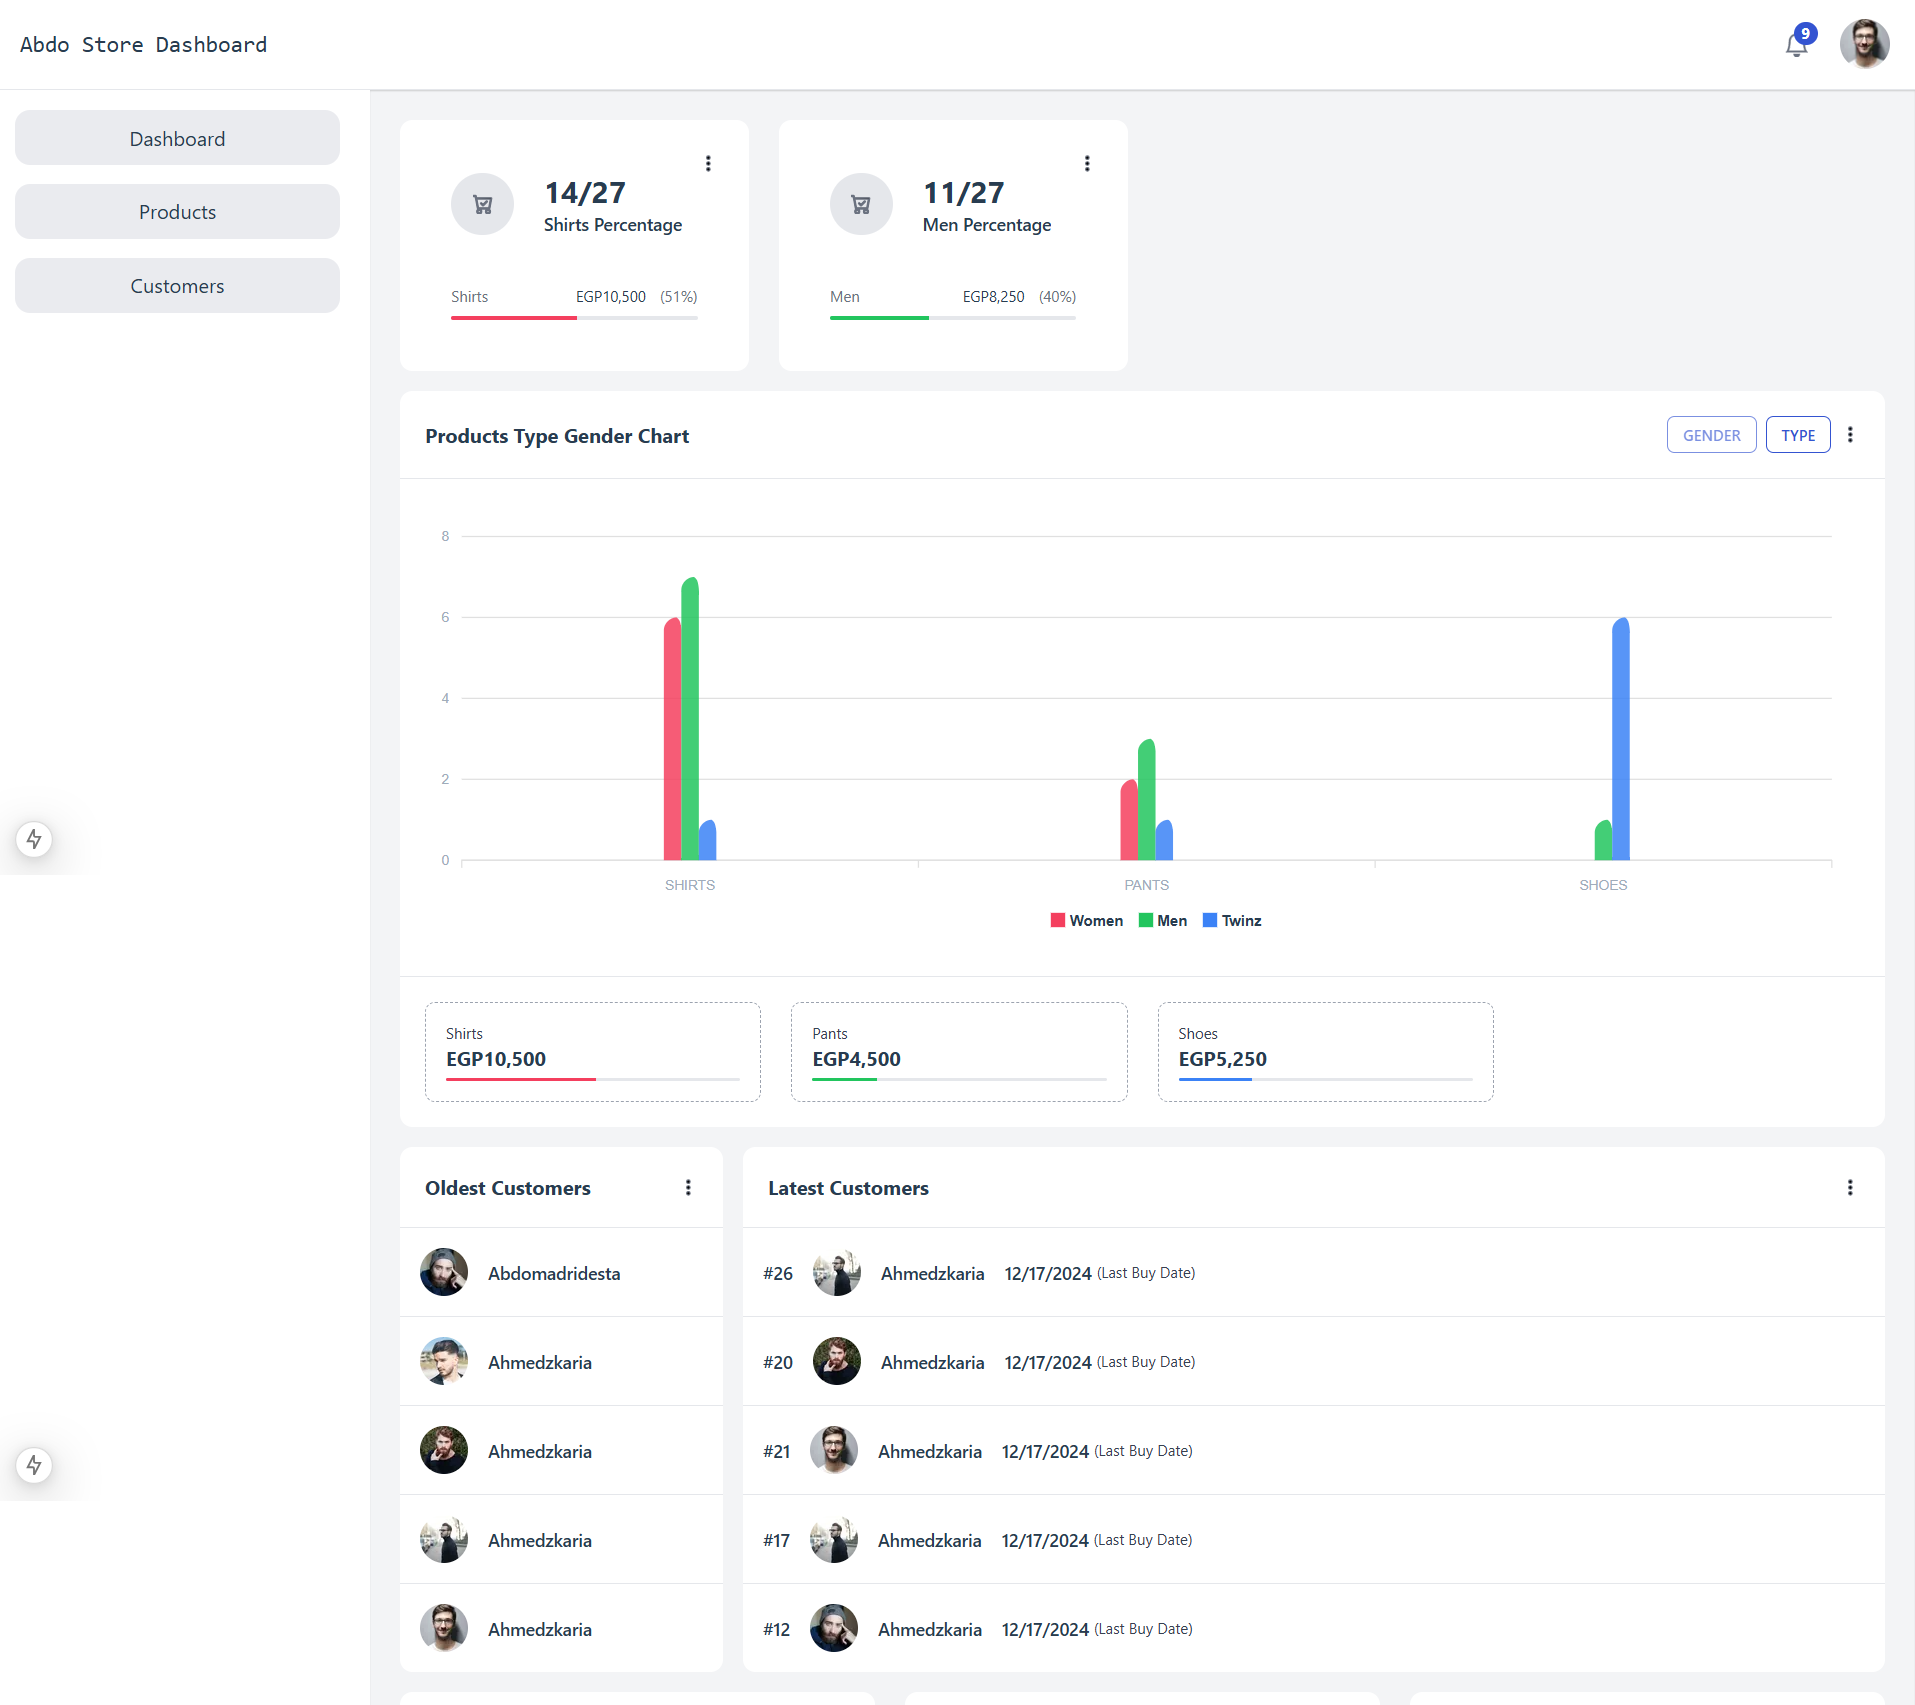 Abdo Store Dashboard
9
Dashboard
Products
Customers
14/27
Shirts Percentage
Shirts EGP10,500 (51%)
11/27
Men Percentage
Men EGP8,250 (40%)
Products Type Gender Chart
GENDER TYPE
8
6
4
2
0
SHIRTS PANTS SHOES
Women Men Twinz
Shirts
EGP10,500
Pants
EGP4,500
Shoes
EGP5,250
Oldest Customers
Abdomadridesta
Ahmedzkaria
Ahmedzkaria
Ahmedzkaria
Ahmedzkaria
Latest Customers
#26 Ahmedzkaria 12/17/2024 (Last Buy Date)
#20 Ahmedzkaria 12/17/2024 (Last Buy Date)
#21 Ahmedzkaria 12/17/2024 (Last Buy Date)
#17 Ahmedzkaria 12/17/2024 (Last Buy Date)
#12 Ahmedzkaria 12/17/2024 (Last Buy Date)